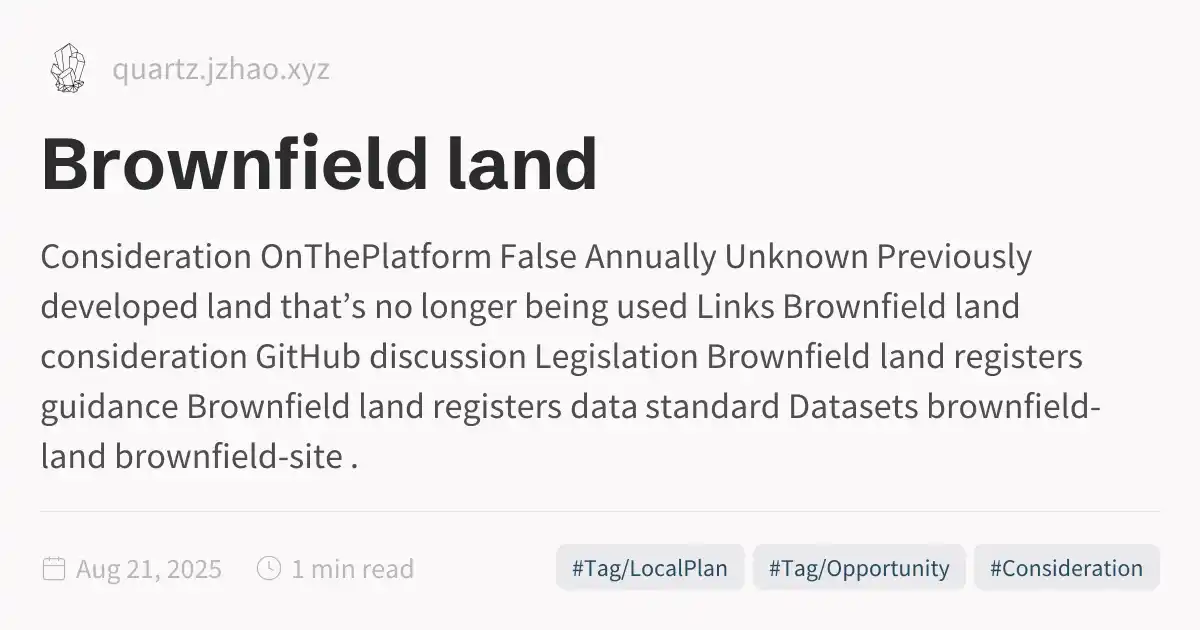 quartz.jzhao.xyz
Brownfield land
Consideration OnThePlatform False Annually Unknown Previously
developed land that’s no longer being used Links Brownfield land
consideration GitHub discussion Legislation Brownfield land registers
guidance Brownfield land registers data standard Datasets brownfield-
land brownfield-site .
Aug 21, 2025 1 min read #Tag/LocalPlan #Tag/Opportunity #Consideration